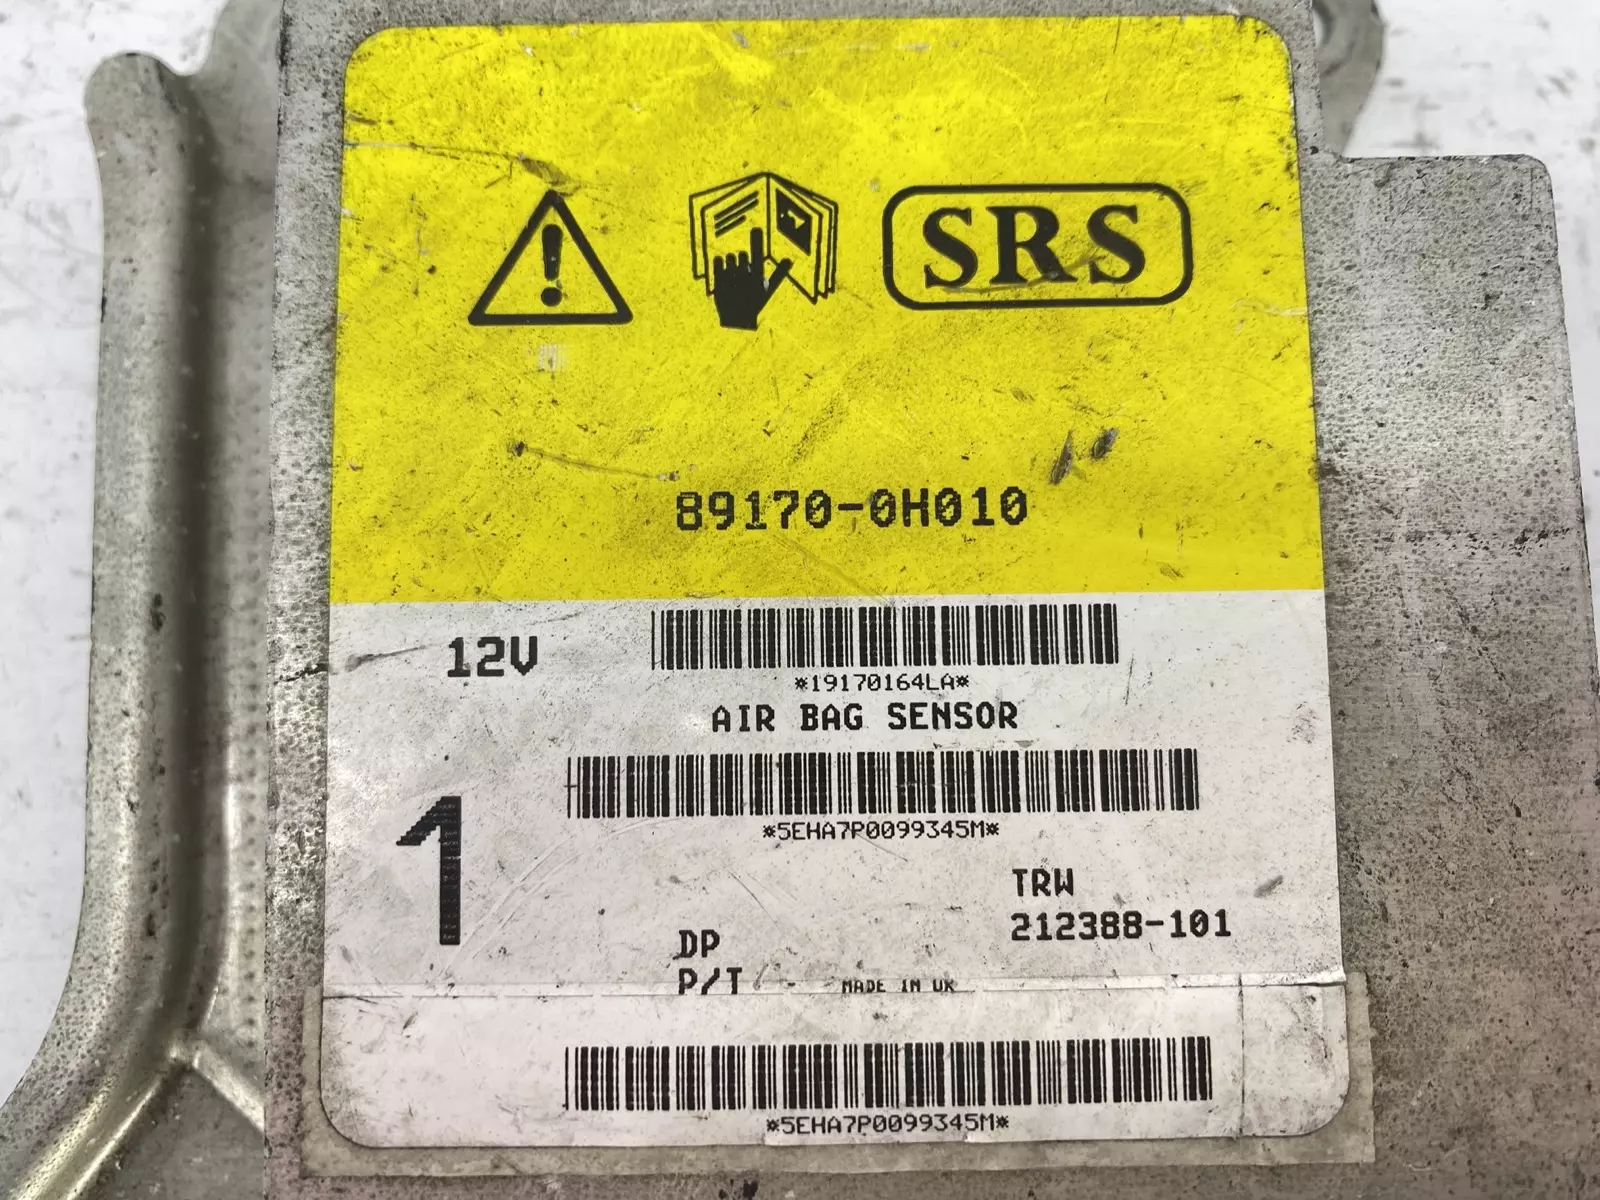 SRS
89170-0H010
12V
*19170164LA*
AIR BAG SENSOR
*5EHA7P0099345M*
1
TRW
212388-101
DP
P/T
MADE IN UK
*5EHA7P0099345M*